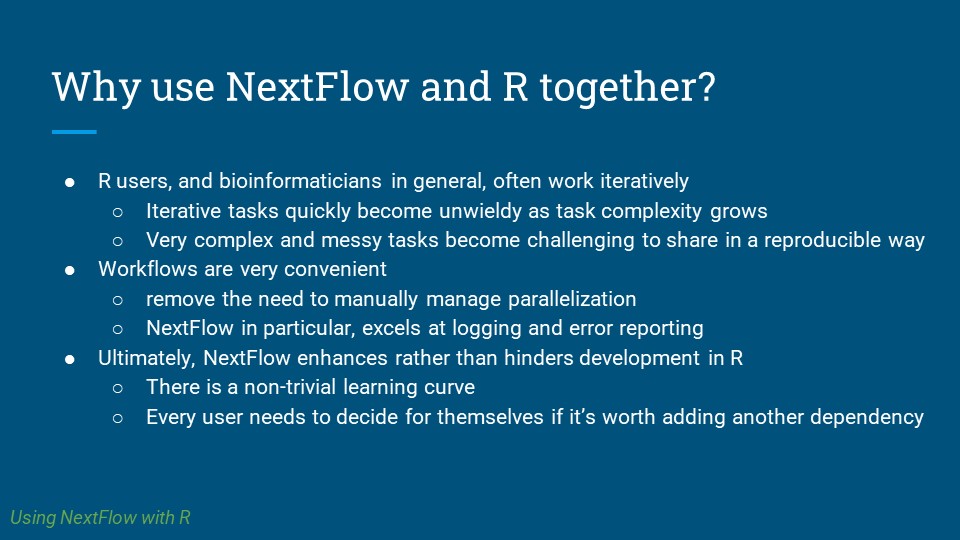 Why use NextFlow and R together?
● R users, and bioinformaticians in general, often work iteratively
○ Iterative tasks quickly become unwieldy as task complexity grows
○ Very complex and messy tasks become challenging to share in a reproducible way
● Workflows are very convenient
○ remove the need to manually manage parallelization
○ NextFlow in particular, excels at logging and error reporting
● Ultimately, NextFlow enhances rather than hinders development in R
○ There is a non-trivial learning curve
○ Every user needs to decide for themselves if it’s worth adding another dependency
Using NextFlow with R